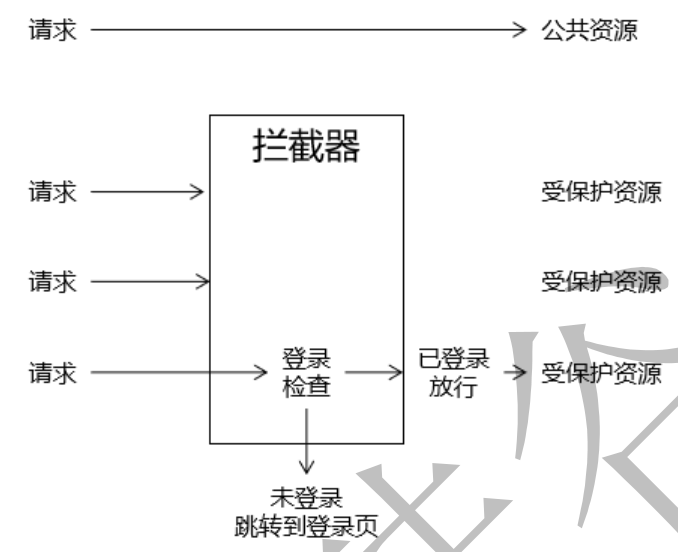 请求 公共资源
拦截器
请求 受保护资源
请求 受保护资源
请求 登录检查 已登录放行 受保护资源
未登录
跳转到登录页